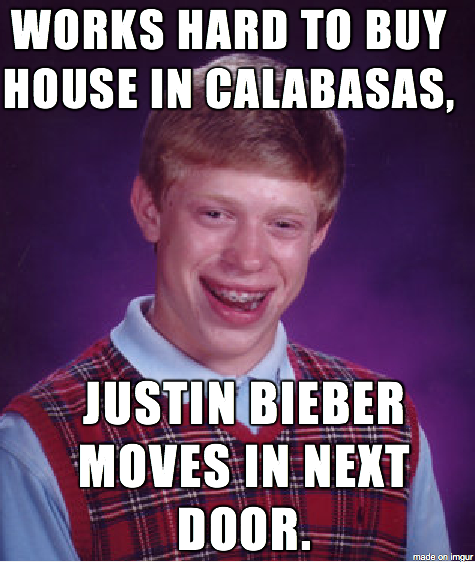 WORKS HARD TO BUY
HOUSE IN CALABASAS,
JUSTIN BIEBER
MOVES IN NEXT
DOOR.
made on imgur